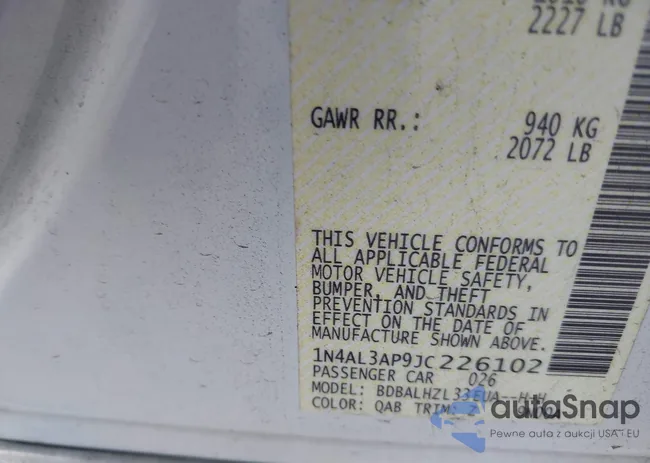 2227 LB
GAWR RR.: 940 KG
2072 LB
THIS VEHICLE CONFORMS TO
ALL APPLICABLE FEDERAL
MOTOR VEHICLE SAFETY,
BUMPER, AND THEFT
PREVENTION STANDARDS IN
EFFECT ON THE DATE OF
MANUFACTURE SHOWN ABOVE.
1N4AL3AP9JC226102
PASSENGER CAR 026
MODEL: BDBALHZL33EUA--H-H
COLOR: QAB TRIM:
autoSnap
Pewne auta z aukcji USA i EU